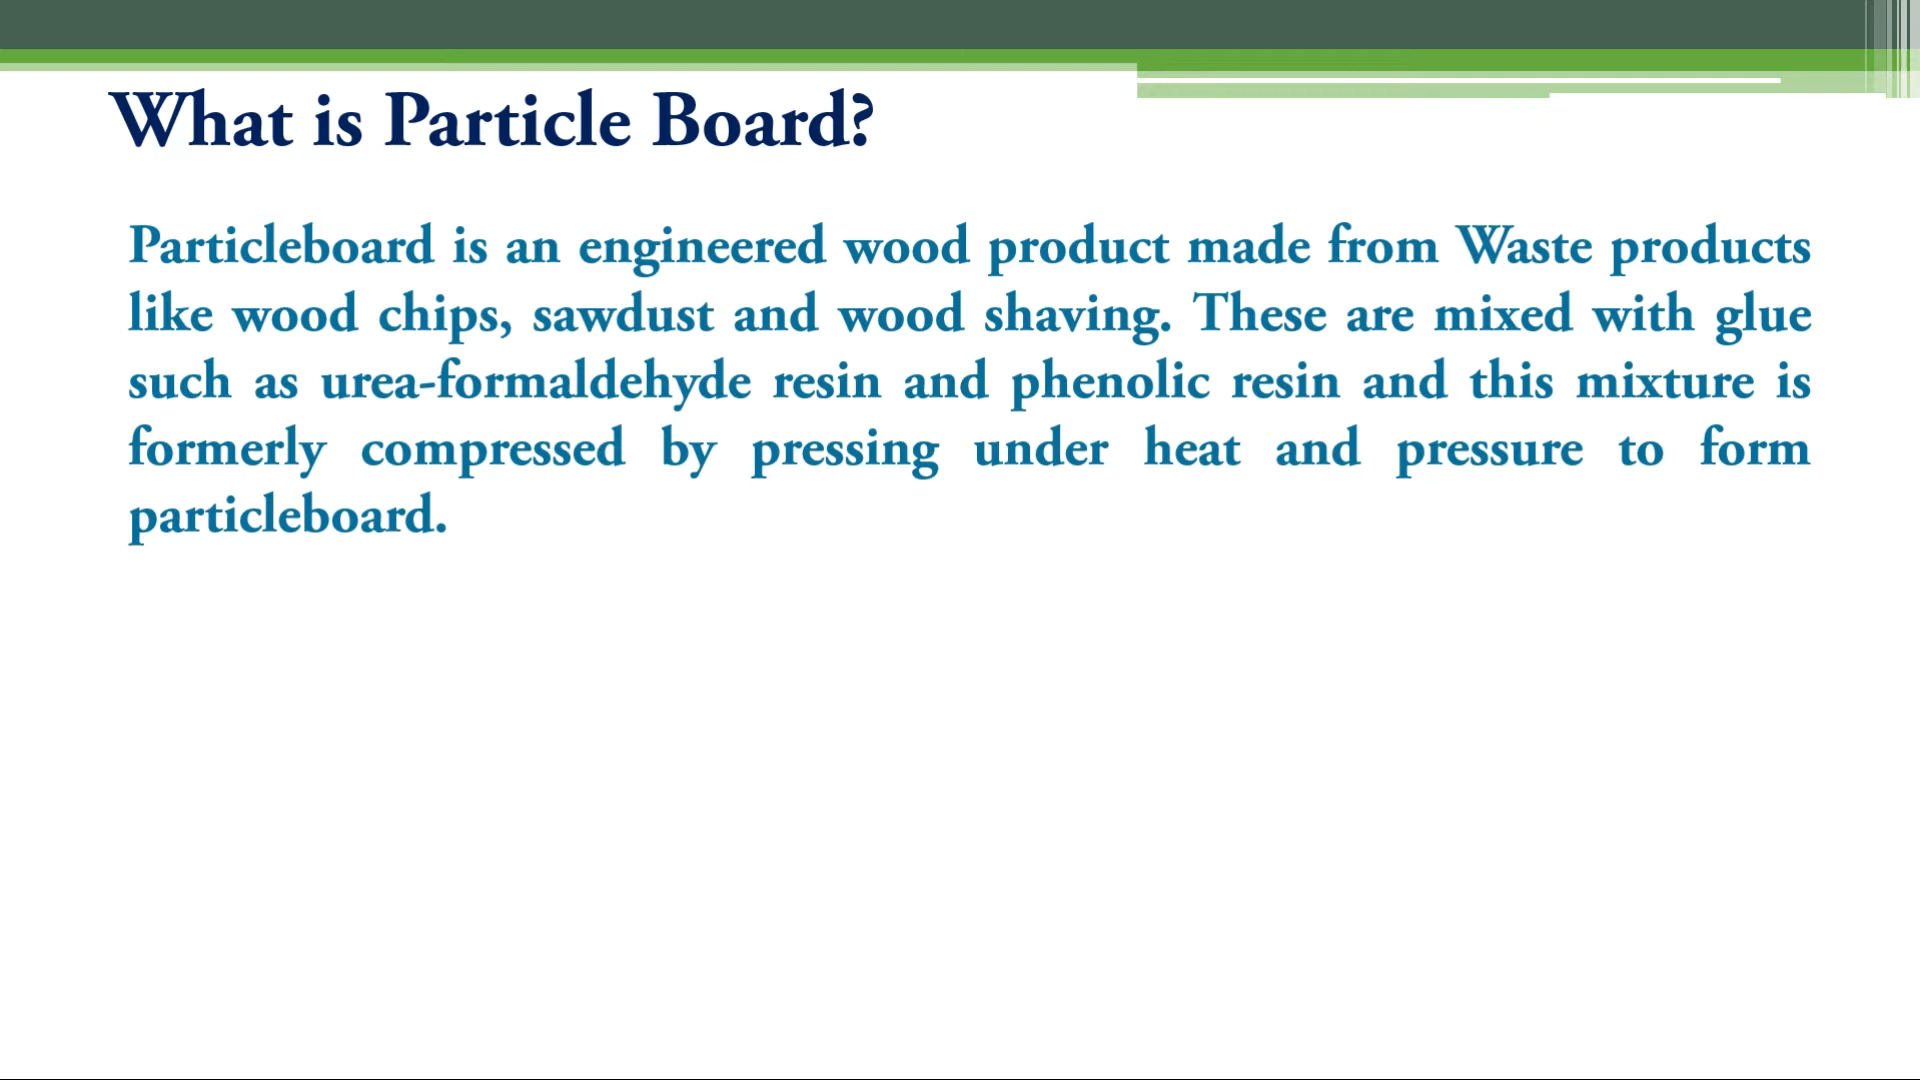 What is Particle Board?
Particleboard is an engineered wood product made from Waste products
like wood chips, sawdust and wood shaving. These are mixed with glue
such as urea-formaldehyde resin and phenolic resin and this mixture is
formerly compressed by pressing under heat and pressure to form
particleboard.